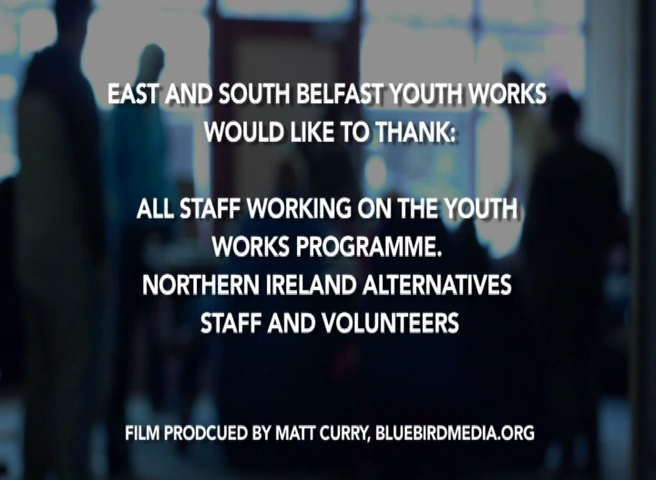 EAST AND SOUTH BELFAST YOUTH WORKS
WOULD LIKE TO THANK:
ALL STAFF WORKING ON THE YOUTH
WORKS PROGRAMME.
NORTHERN IRELAND ALTERNATIVES
STAFF AND VOLUNTEERS
FILM PRODCUED BY MATT CURRY, BLUEBIRDMEDIA.ORG